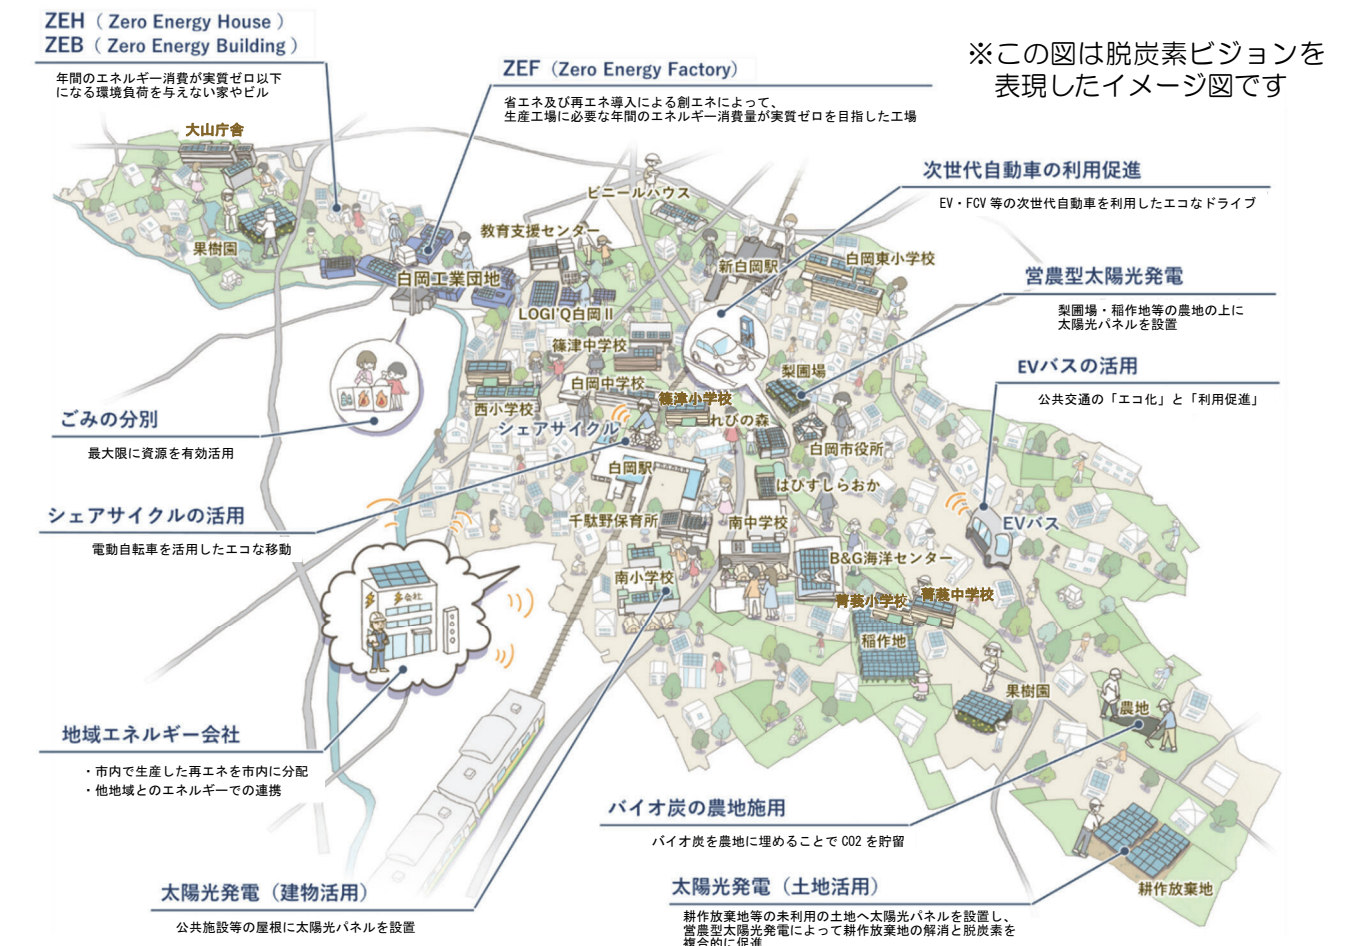 ZEH（ Zero Energy House ）
ZEB（ Zero Energy Building ）
年間のエネルギー消費が実質ゼロ以下
になる環境負荷を与えない家やビル
ZEF（Zero Energy Factory）
省エネ及び再エネ導入による創エネによって、
生産工場に必要な年間のエネルギー消費量が実質ゼロを目指した工場
※この図は脱炭素ビジョンを
表現したイメージ図です
大山庁舎
果樹園
白岡工業団地
教育支援センター
ビニールハウス
LOGI'Q白岡Ⅱ
新白岡駅
白岡東小学校
次世代自動車の利用促進
EV・FCV 等の次世代自動車を利用したエコなドライブ
営農型太陽光発電
梨圃場・稲作地等の農地の上に
太陽光パネルを設置
EVバスの活用
公共交通の「エコ化」と「利用促進」
篠津中学校
白岡中学校
篠津小学校
西小学校
シェアサイクル
れびの森
梨圃場
白岡市役所
白岡駅
はぴすしらおか
千駄野保育所
南中学校
EVバス
B&G海洋センター
南小学校
菁莪小学校
菁莪中学校
稲作地
果樹園
農地
耕作放棄地
ごみの分別
最大限に資源を有効活用
シェアサイクルの活用
電動自転車を活用したエコな移動
会社
地域エネルギー会社
・市内で生産した再エネを市内に分配
・他地域とのエネルギーでの連携
バイオ炭の農地施用
バイオ炭を農地に埋めることで CO2 を貯留
太陽光発電（建物活用）
公共施設等の屋根に太陽光パネルを設置
太陽光発電（土地活用）
耕作放棄地等の未利用の土地へ太陽光パネルを設置し、
営農型太陽光発電によって耕作放棄地の解消と脱炭素を
複合的に促進